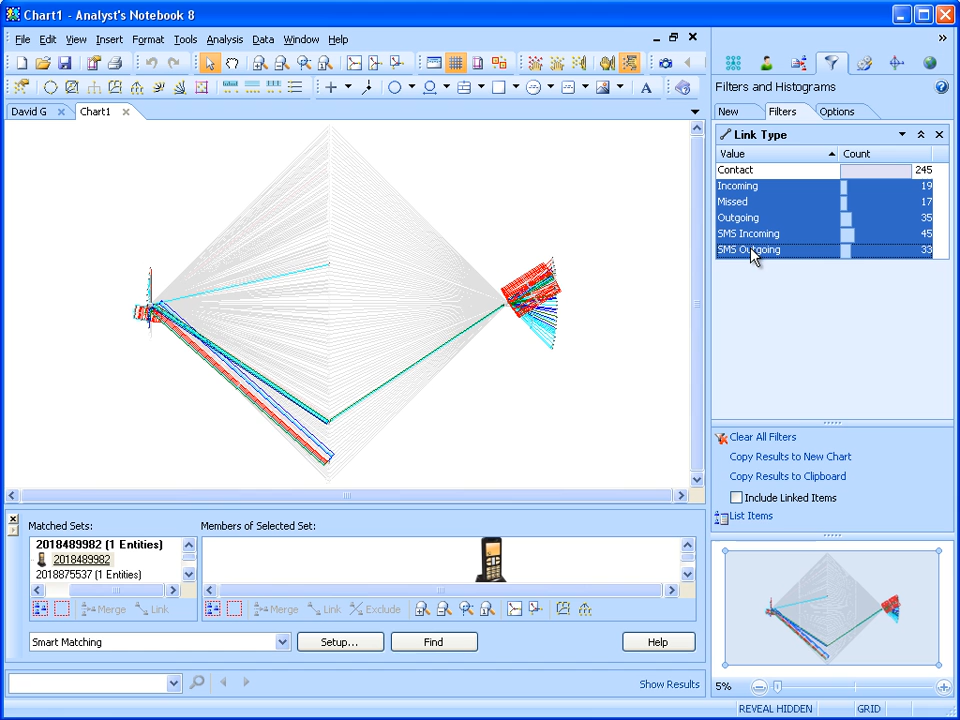 Chart1 - Analyst's Notebook 8
File Edit View Insert Format Tools Analysis Data Window Help
David G
Chart1
Filters and Histograms
New Filters Options
Link Type
Value Count
Contact 245
Incoming 19
Missed 17
Outgoing 35
SMS Incoming 45
SMS Outgoing 33
Clear All Filters
Copy Results to New Chart
Copy Results to Clipboard
Include Linked Items
List Items
Matched Sets:
Members of Selected Set:
2018489982 (1 Entities)
2018489982
2018875537 (1 Entities)
Merge Link
Merge Link Exclude
Smart Matching
Setup... Find Help
Show Results
5%
REVEAL HIDDEN GRID